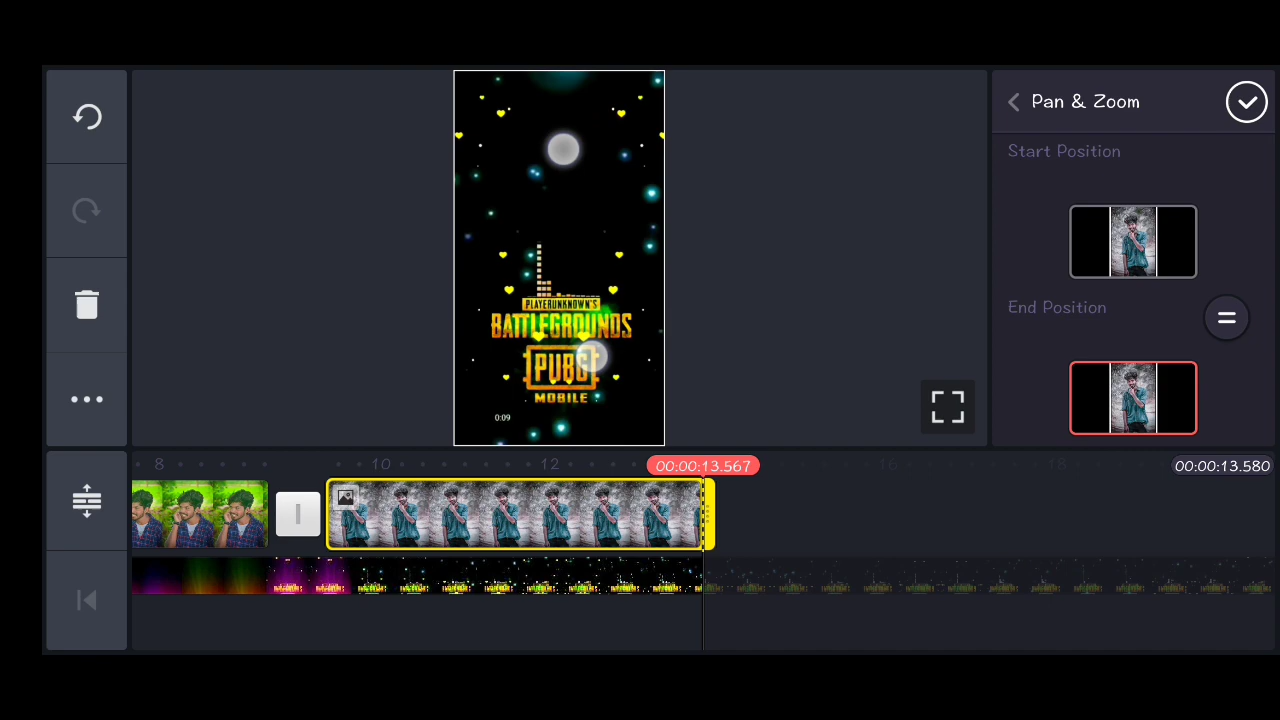 Pan & Zoom
Start Position
End Position
PLAYERUNKNOWN'S
BATTLEGROUNDS
PUBG
MOBILE
0:09
8
10
12
00:00:13.567
16
18
00:00:13.580